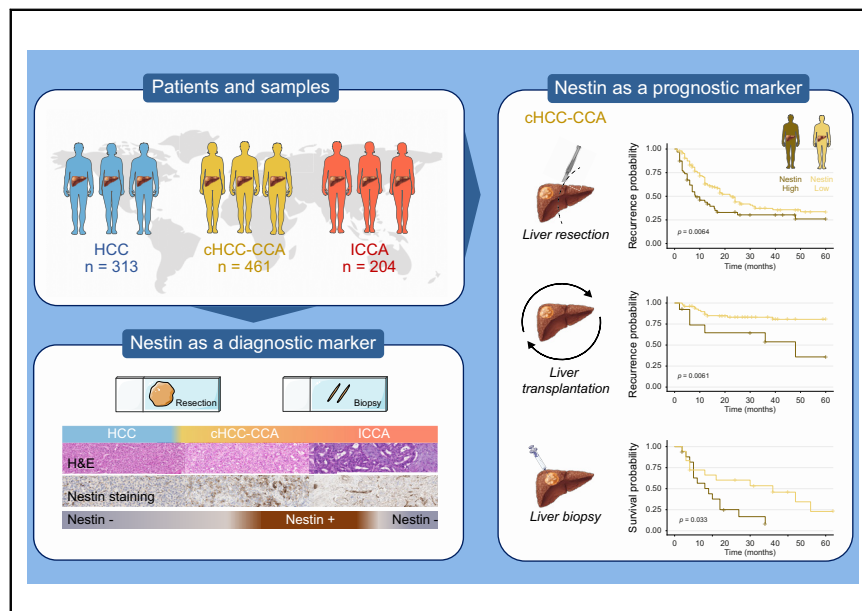 Patients and samples
HCC
n = 313
cHCC-CCA
n = 461
ICCA
n = 204
Nestin as a diagnostic marker
Resection
Biopsy
HCC
cHCC-CCA
ICCA
H&E
Nestin staining
Nestin -
Nestin +
Nestin -
Nestin as a prognostic marker
cHCC-CCA
Liver resection
Recurrence probability
1.00
0.75
0.50
0.25
0.00
p = 0.0064
0 10 20 30 40 50 60
Time (months)
Nestin
High
Nestin
Low
Liver
transplantation
Recurrence probability
1.00
0.75
0.50
0.25
0.00
p = 0.0061
0 10 20 30 40 50 60
Time (months)
Liver biopsy
Survival probability
1.00
0.75
0.50
0.25
0.00
p = 0.033
0 10 20 30 40 50 60
Time (months)